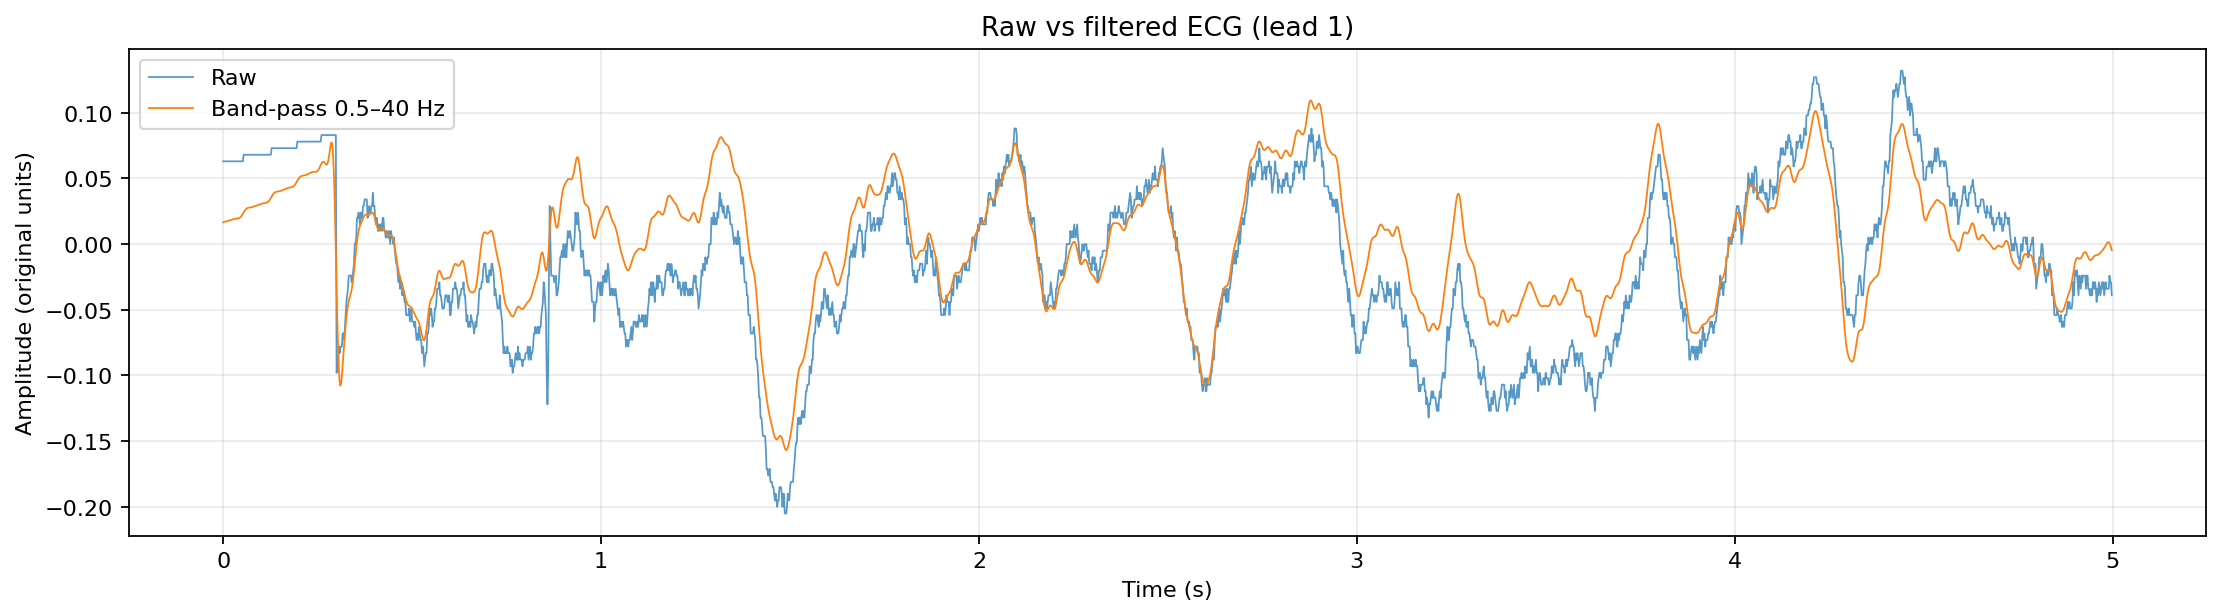 Raw vs filtered ECG (lead 1)
Raw
Band-pass 0.5–40 Hz
Amplitude (original units)
0.10
0.05
0.00
−0.05
−0.10
−0.15
−0.20
0 1 2 3 4 5
Time (s)